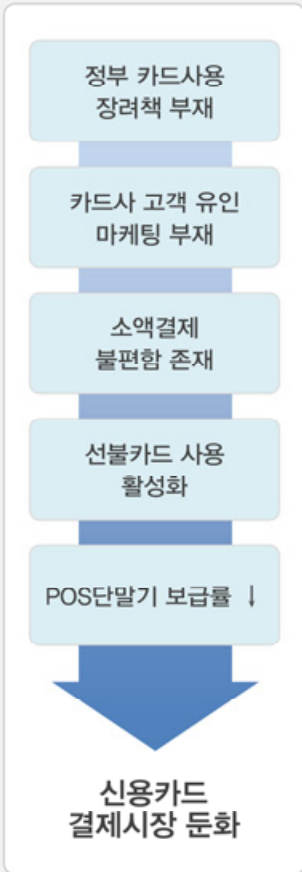 정부 카드사용
장려책 부재
카드사 고객 유인
마케팅 부재
소액결제
불편함 존재
선불카드 사용
활성화
POS단말기 보급률 ↓
신용카드
결제시장 둔화